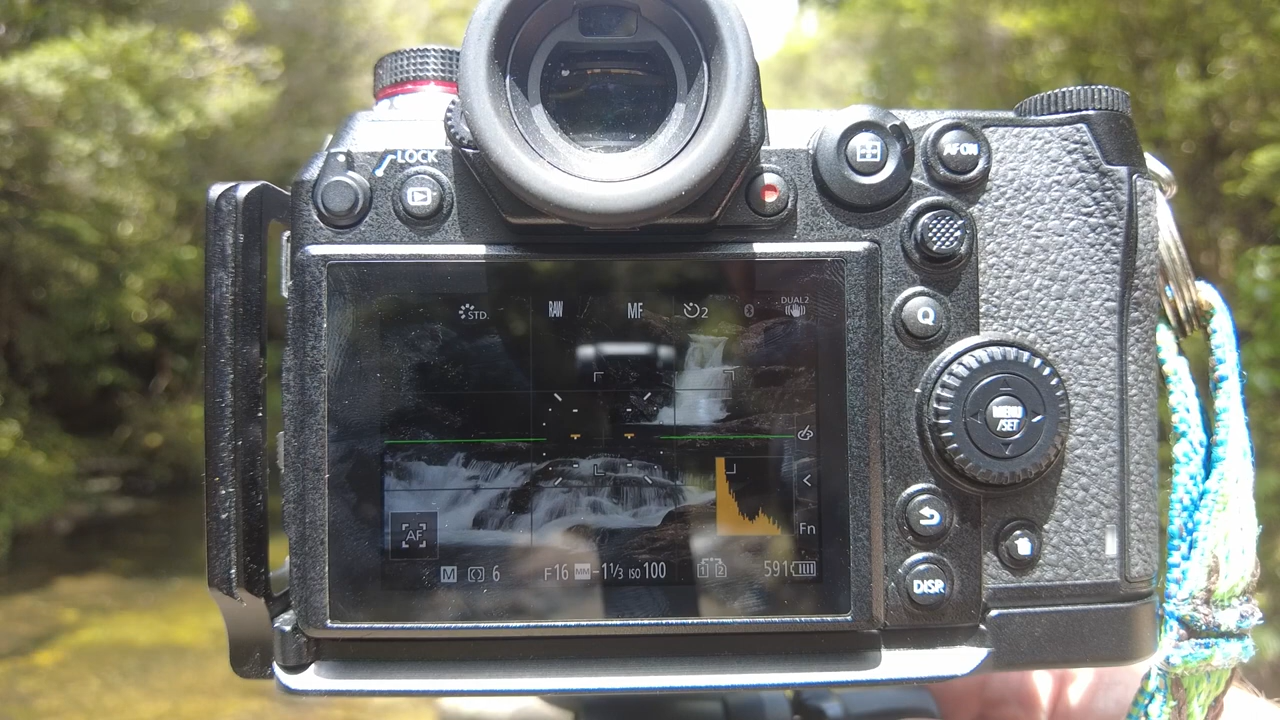 LOCK
AF ON
STD.
RAW
MF
2
DUAL2
Q
MENU
/SET
AF
Fn
M
6
F16
MM
-1⅓
ISO 100
1
2
591
DISP.